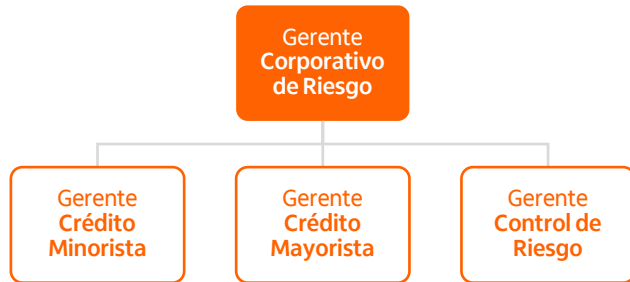 Gerente
Corporativo
de Riesgo
Gerente
Crédito
Minorista
Gerente
Crédito
Mayorista
Gerente
Control de
Riesgo